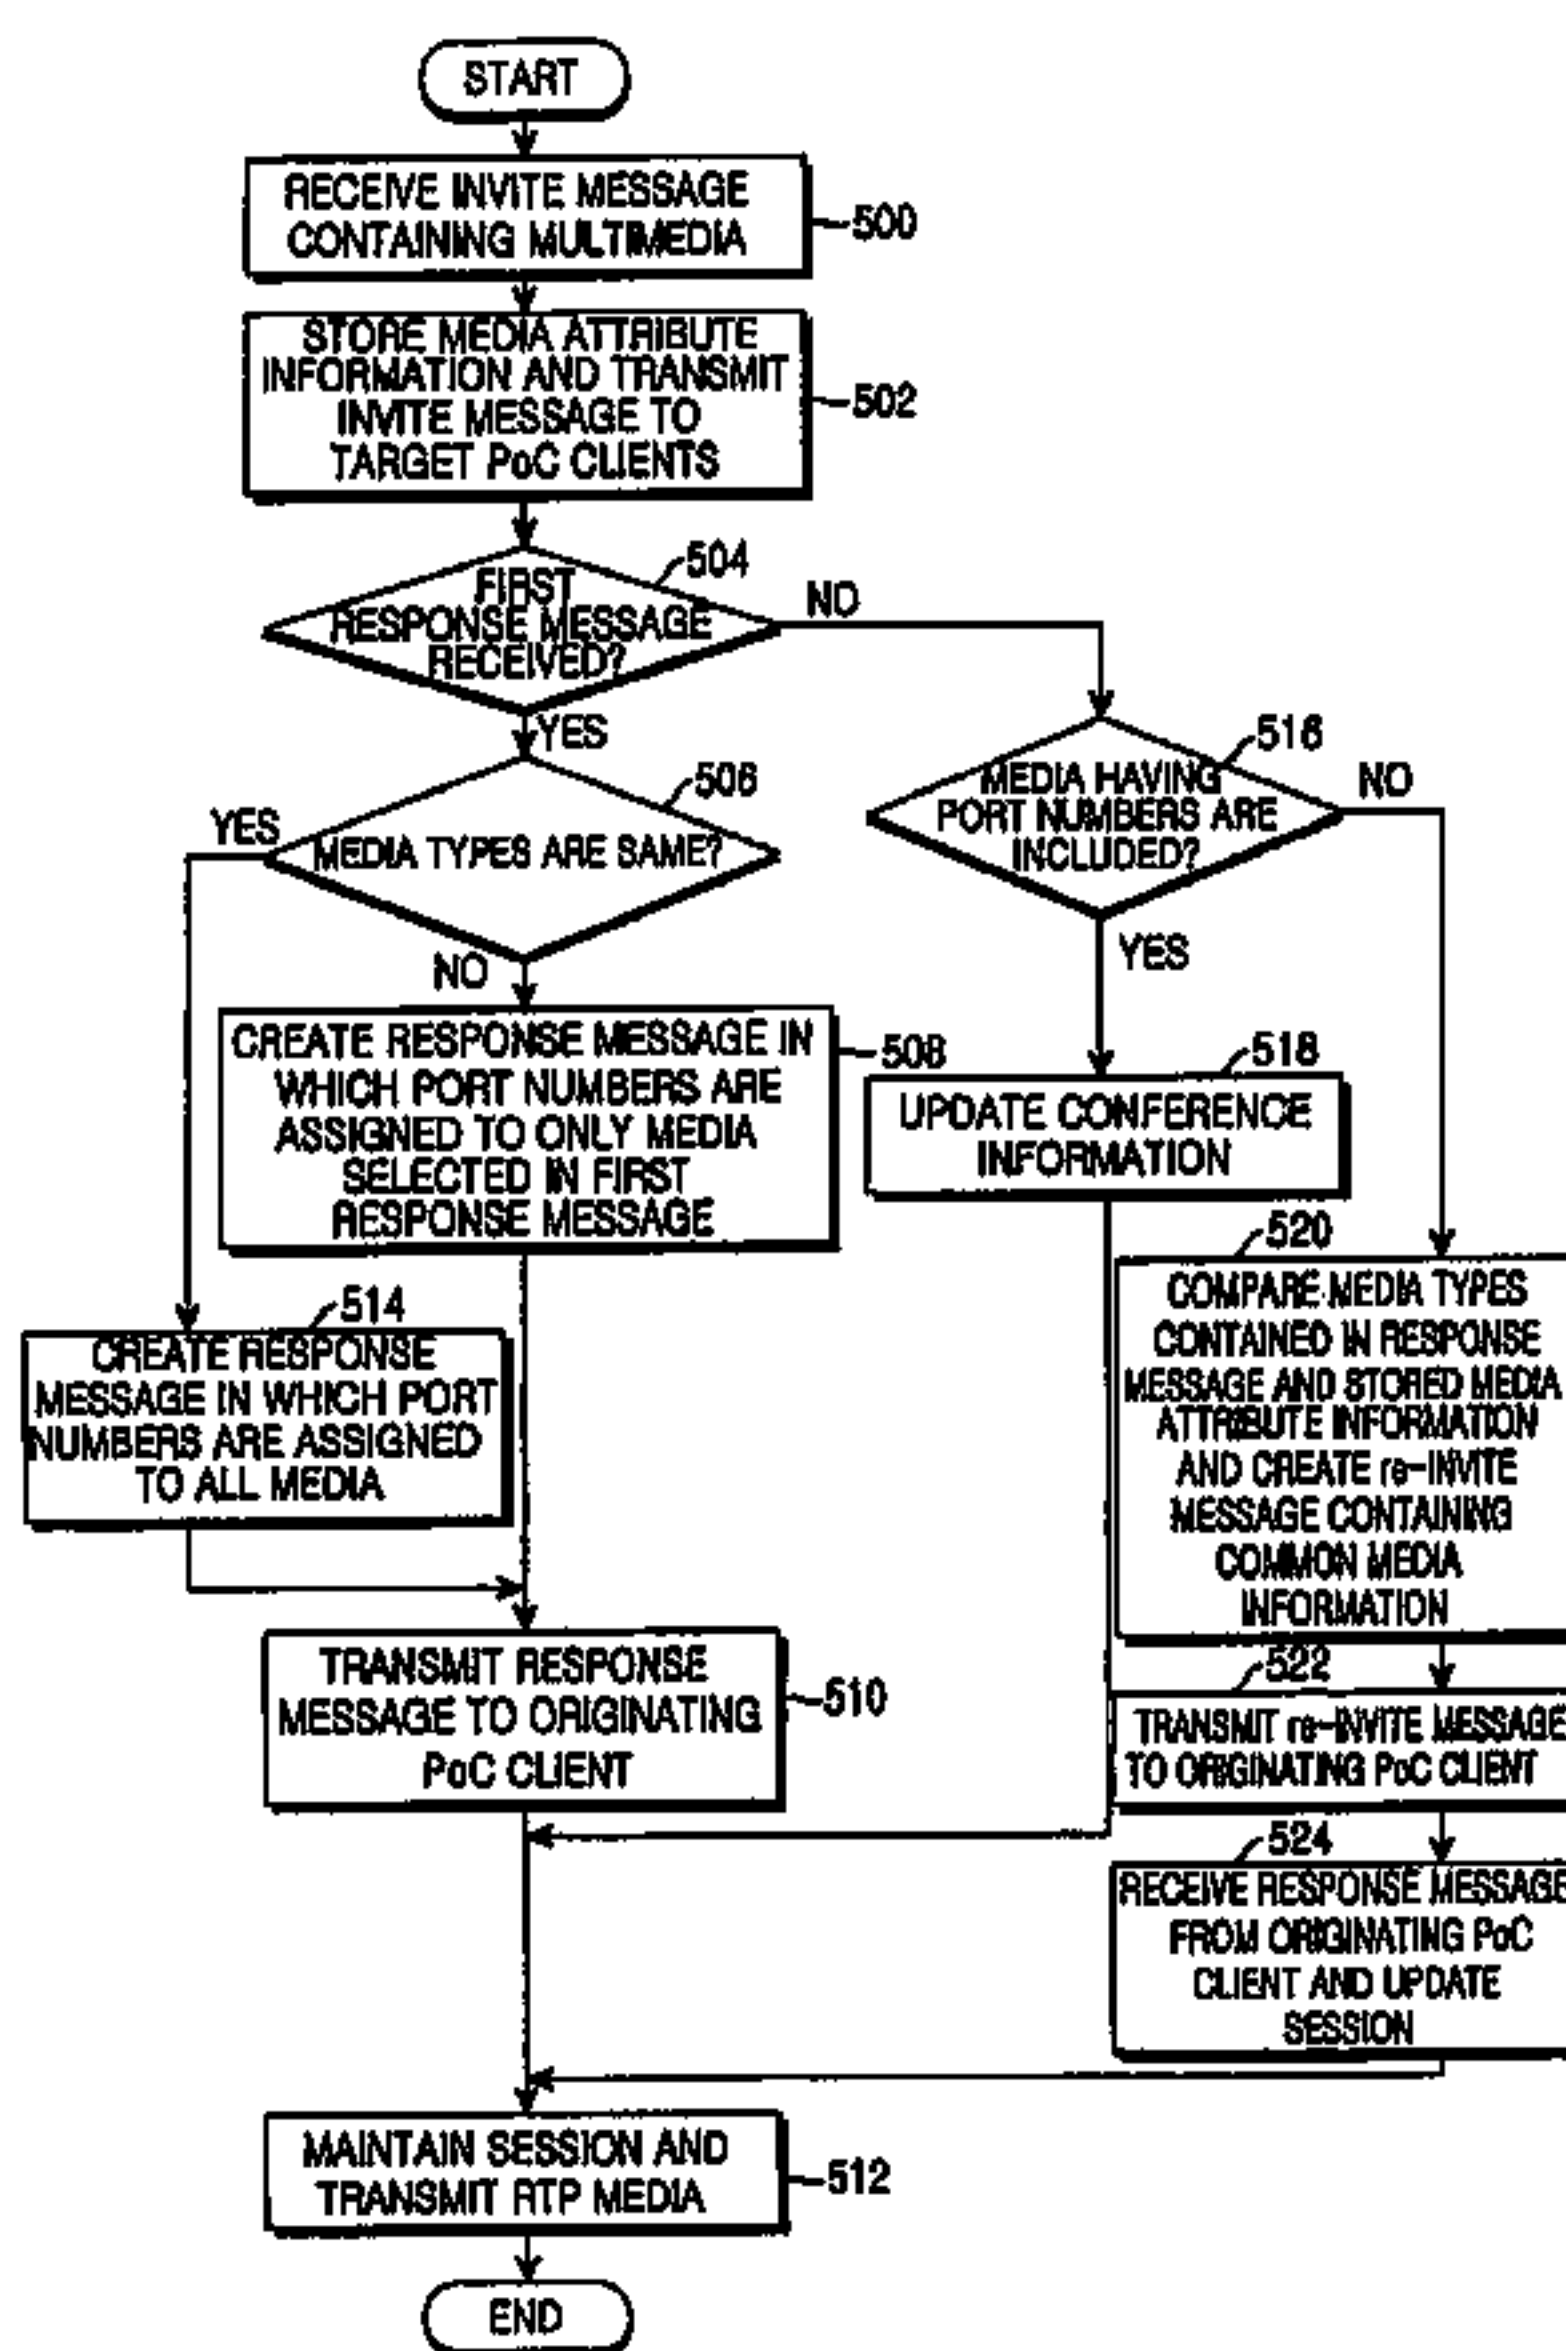 START
RECEIVE INVITE MESSAGE
CONTAINING MULTIMEDIA
500
STORE MEDIA ATTRIBUTE
INFORMATION AND TRANSMIT
INVITE MESSAGE TO
TARGET PoC CLIENTS
502
504
FIRST
RESPONSE MESSAGE
RECEIVED?
NO
YES
506
MEDIA TYPES ARE SAME?
YES
NO
516
MEDIA HAVING
PORT NUMBERS ARE
INCLUDED?
NO
YES
CREATE RESPONSE MESSAGE IN
WHICH PORT NUMBERS ARE
ASSIGNED TO ONLY MEDIA
SELECTED IN FIRST
RESPONSE MESSAGE
508
518
UPDATE CONFERENCE
INFORMATION
514
CREATE RESPONSE
MESSAGE IN WHICH PORT
NUMBERS ARE ASSIGNED
TO ALL MEDIA
520
COMPARE MEDIA TYPES
CONTAINED IN RESPONSE
MESSAGE AND STORED MEDIA
ATTRIBUTE INFORMATION
AND CREATE re-INVITE
MESSAGE CONTAINING
COMMON MEDIA
INFORMATION
TRANSMIT RESPONSE
MESSAGE TO ORIGINATING
PoC CLIENT
510
522
TRANSMIT re-INVITE MESSAGE
TO ORIGINATING PoC CLIENT
524
RECEIVE RESPONSE MESSAGE
FROM ORIGINATING PoC
CLIENT AND UPDATE
SESSION
MAINTAIN SESSION AND
TRANSMIT RTP MEDIA
512
END